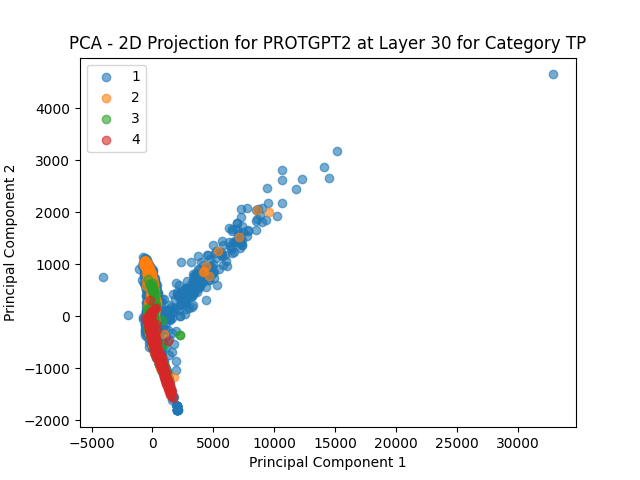 PCA - 2D Projection for PROTGPT2 at Layer 30 for Category TP
1
2
3
4
4000
3000
2000
1000
0
−1000
−2000
Principal Component 2
−5000 0 5000 10000 15000 20000 25000 30000
Principal Component 1